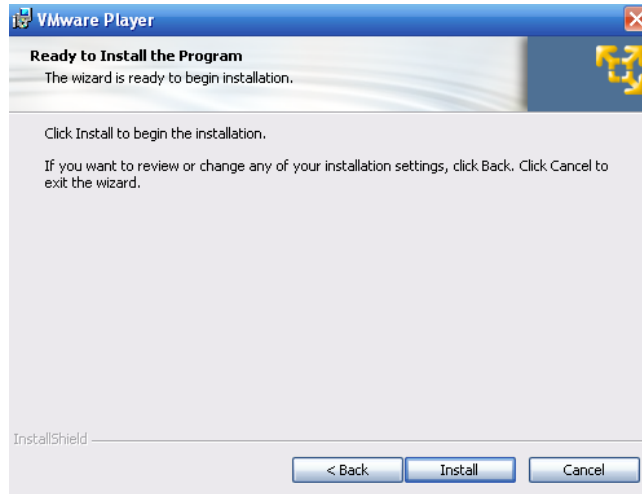 VMware Player
Ready to Install the Program
The wizard is ready to begin installation.
Click Install to begin the installation.
If you want to review or change any of your installation settings, click Back. Click Cancel to
exit the wizard.
InstallShield
< Back
Install
Cancel